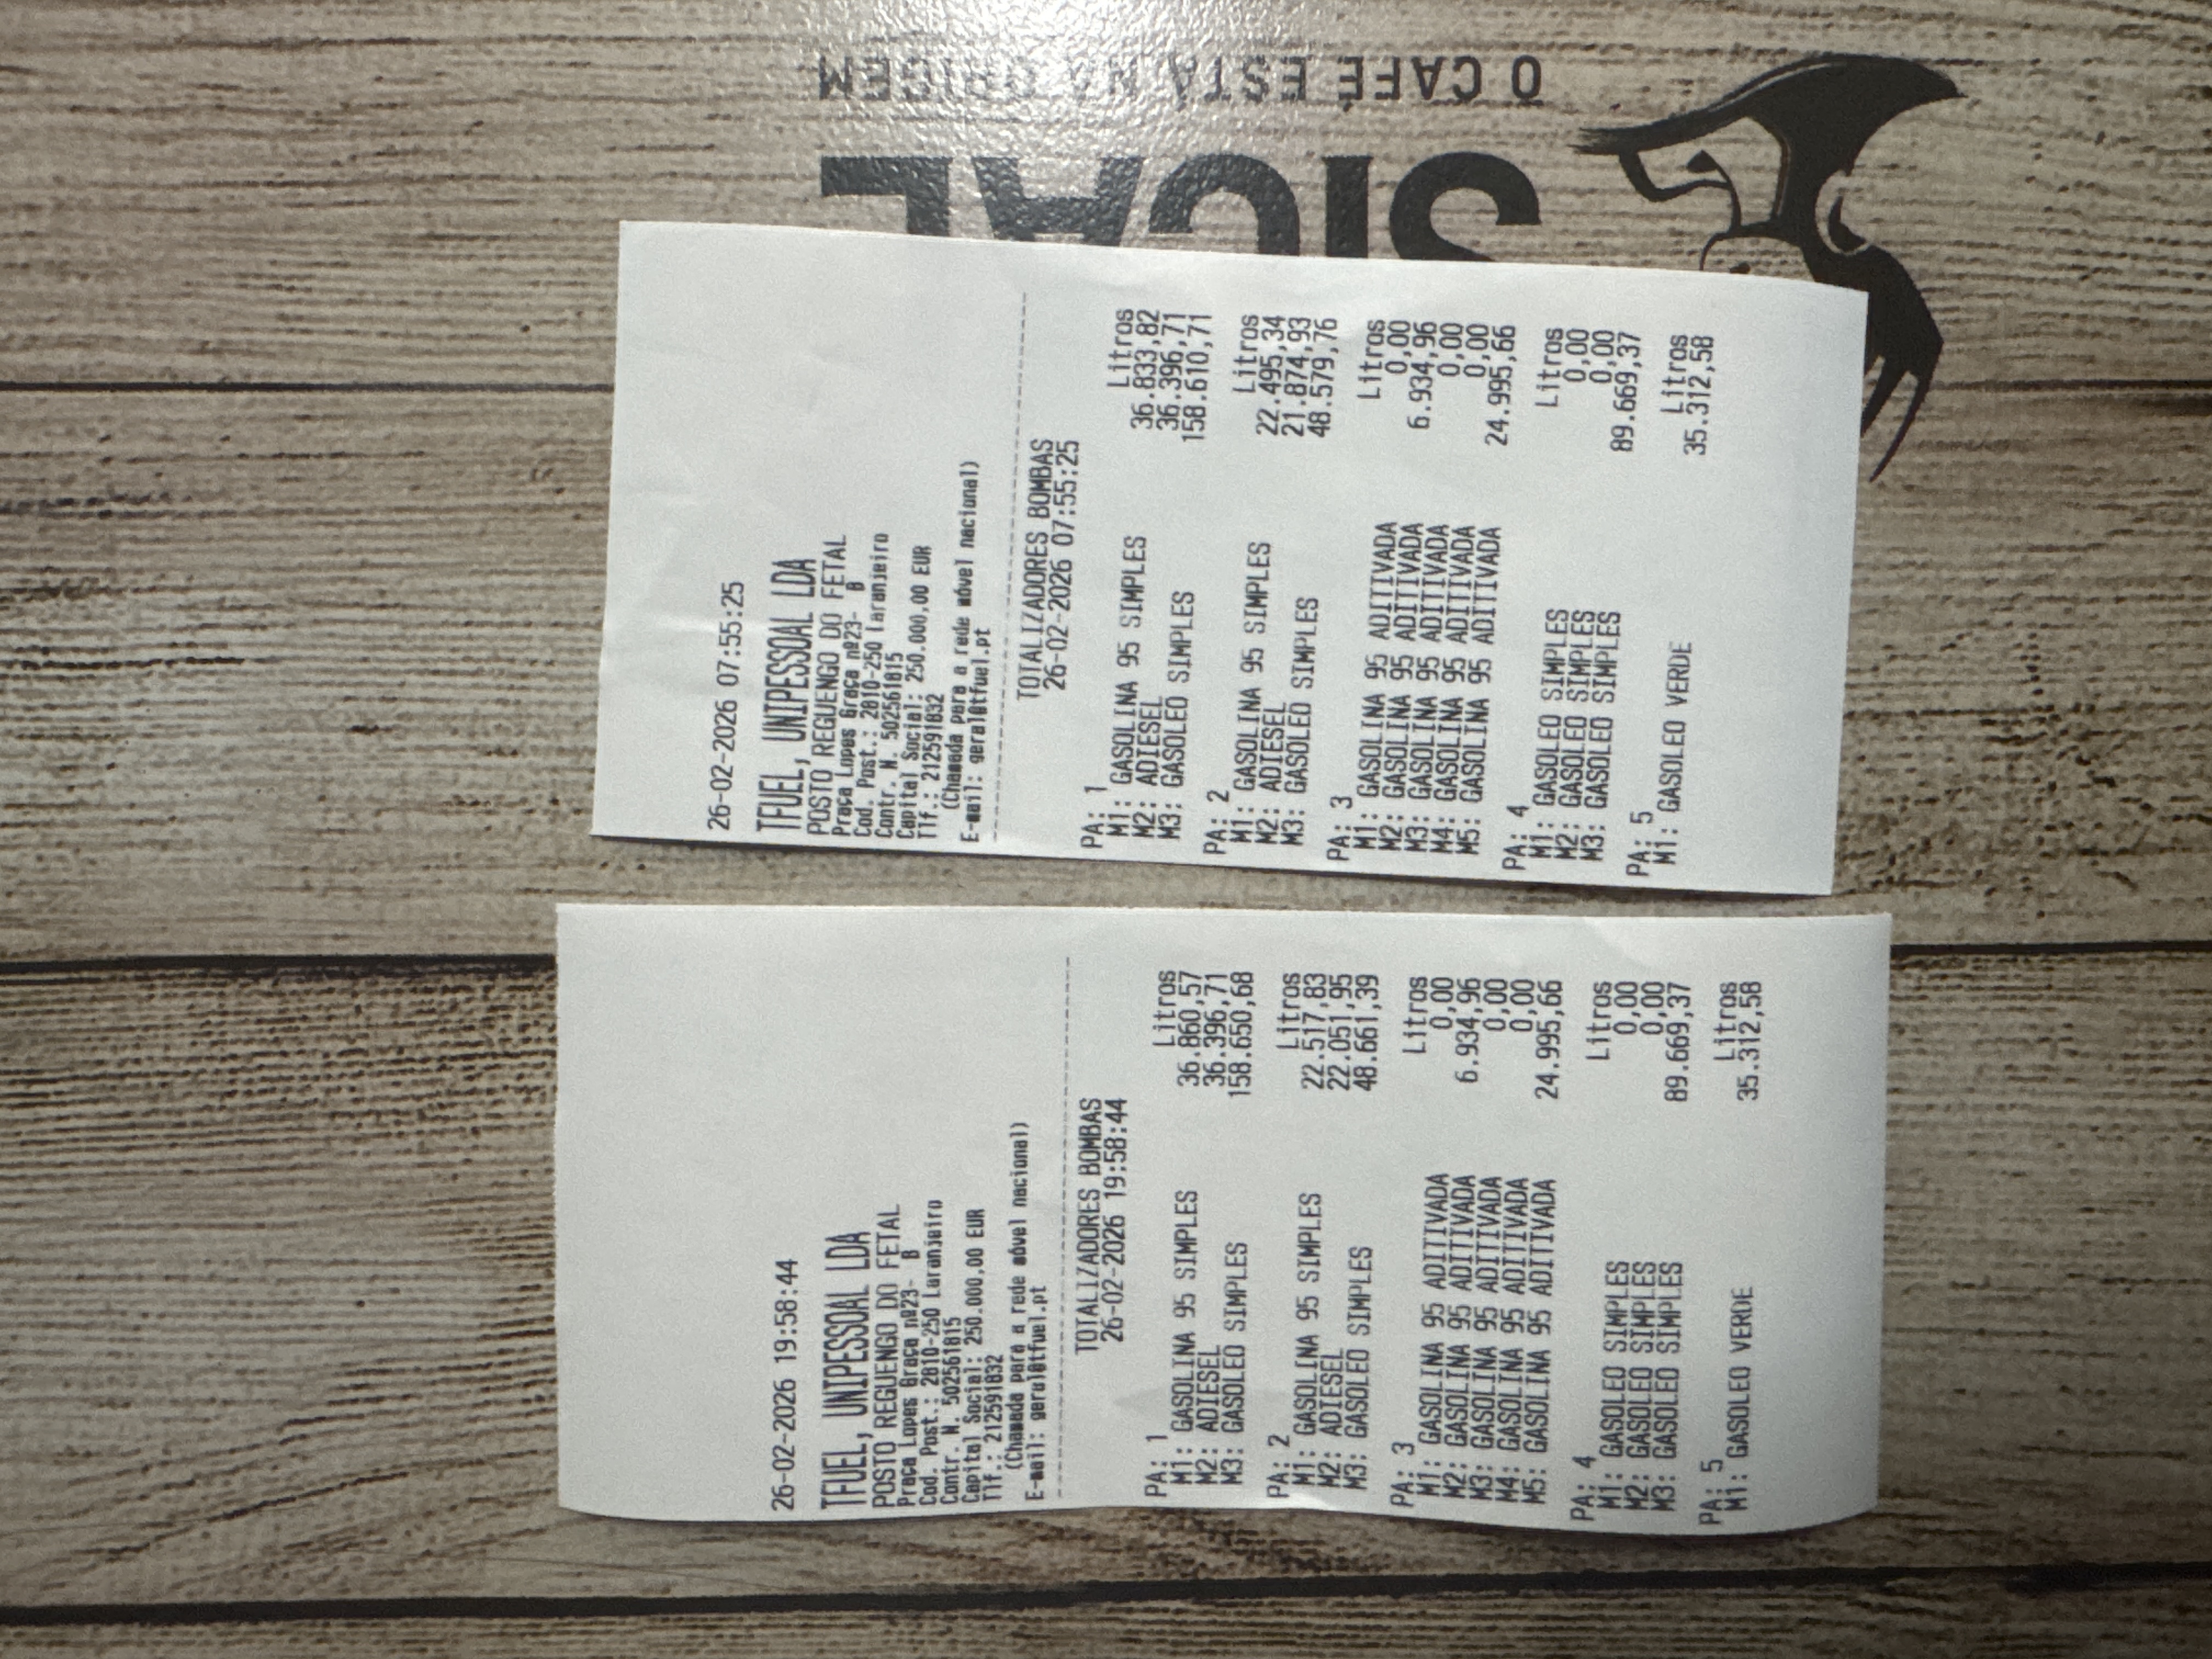 O CAFÉ ESTÁ NA ORIGEM
SICAL
26-02-2026 07:55:25
TFUEL, UNIPESSOAL LDA
POSTO REGUENGO DO FETAL
Praça Lopes Graça nº23- B
Cod. Post.: 2810-250 laranjeiro
Contr. N. 502561815
Capital Social: 250.000,00 EUR
Tlf.: 212591832
(Chamada para a rede móvel nacional)
E-mail: geral@tfuel.pt
TOTALIZADORES BOMBAS
26-02-2026 07:55:25
PA: 1 Litros
M1: GASOLINA 95 SIMPLES 36.833,82
M2: ADIESEL 36.396,71
M3: GASOLEO SIMPLES 158.610,71
PA: 2 Litros
M1: GASOLINA 95 SIMPLES 22.495,34
M2: ADIESEL 21.874,93
M3: GASOLEO SIMPLES 48.579,76
PA: 3 Litros
M1: GASOLINA 95 ADITIVADA 0,00
M2: GASOLINA 95 ADITIVADA 6.934,96
M3: GASOLINA 95 ADITIVADA 0,00
M4: GASOLINA 95 ADITIVADA 0,00
M5: GASOLINA 95 ADITIVADA 24.995,66
PA: 4 Litros
M1: GASOLEO SIMPLES 0,00
M2: GASOLEO SIMPLES 0,00
M3: GASOLEO SIMPLES 89.669,37
PA: 5 Litros
M1: GASOLEO VERDE 35.312,58
26-02-2026 19:58:44
TFUEL, UNIPESSOAL LDA
POSTO REGUENGO DO FETAL
Praça Lopes Graça nº23- B
Cod. Post.: 2810-250 Laranjeiro
Contr. N. 502561815
Capital Social: 250.000,00 EUR
Tlf.: 212591832
(Chamada para a rede móvel nacional)
E-mail: geral@tfuel.pt
TOTALIZADORES BOMBAS
26-02-2026 19:58:44
PA: 1 Litros
M1: GASOLINA 95 SIMPLES 36.860,57
M2: ADIESEL 36.396,71
M3: GASOLEO SIMPLES 158.650,68
PA: 2 Litros
M1: GASOLINA 95 SIMPLES 22.517,83
M2: ADIESEL 22.051,95
M3: GASOLEO SIMPLES 48.661,39
PA: 3 Litros
M1: GASOLINA 95 ADITIVADA 0,00
M2: GASOLINA 95 ADITIVADA 6.934,96
M3: GASOLINA 95 ADITIVADA 0,00
M4: GASOLINA 95 ADITIVADA 0,00
M5: GASOLINA 95 ADITIVADA 24.995,66
PA: 4 Litros
M1: GASOLEO SIMPLES 0,00
M2: GASOLEO SIMPLES 0,00
M3: GASOLEO SIMPLES 89.669,37
PA: 5 Litros
M1: GASOLEO VERDE 35.312,58